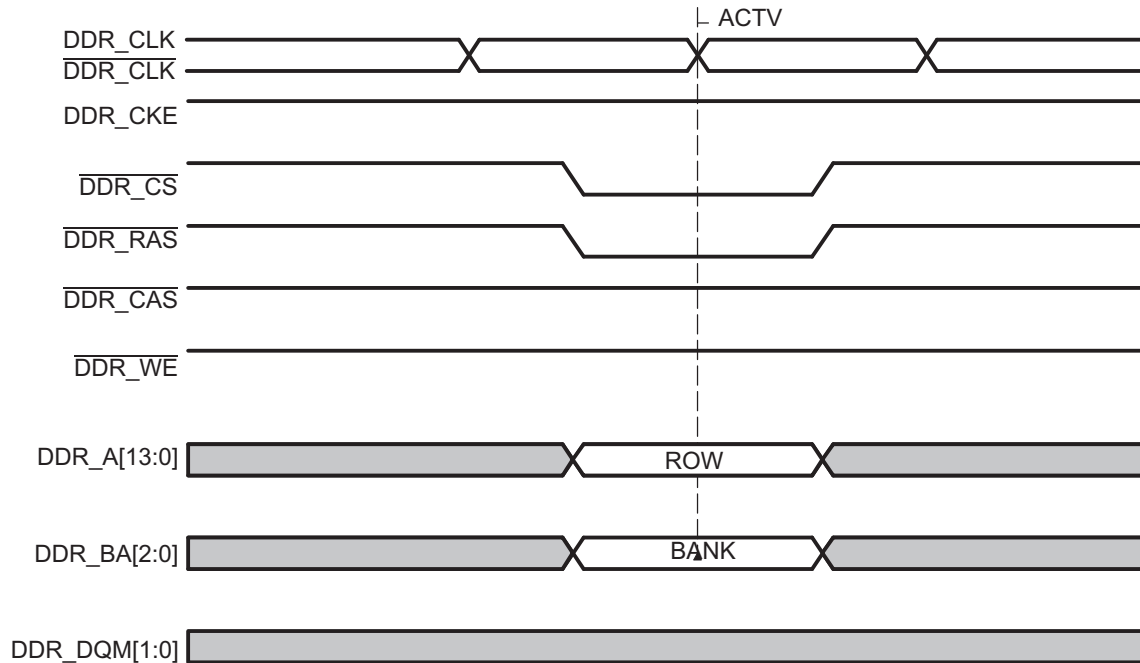 ACTV
DDR_CLK
DDR_CLK
DDR_CKE
DDR_CS
DDR_RAS
DDR_CAS
DDR_WE
DDR_A[13:0]
ROW
DDR_BA[2:0]
BANK
DDR_DQM[1:0]